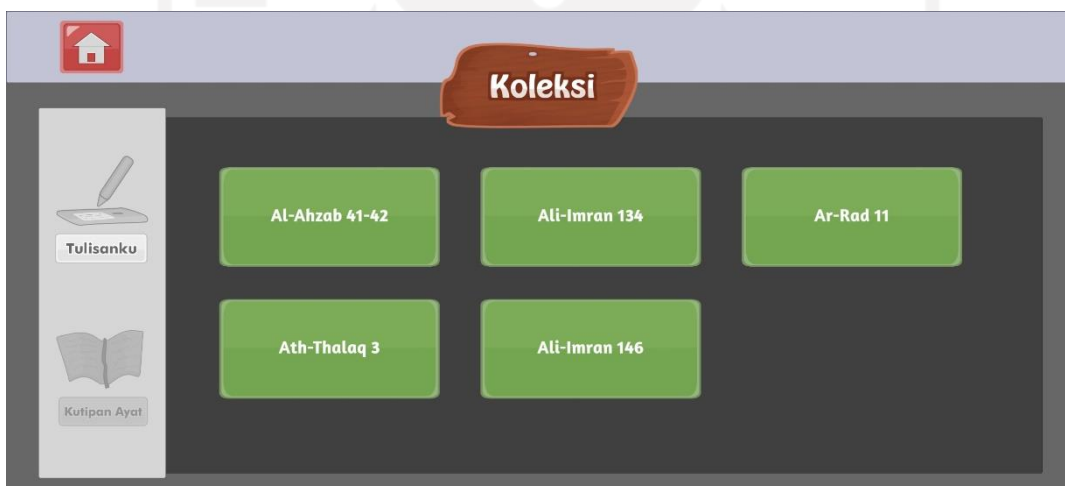 Koleksi
Tulisanku
Kutipan Ayat
Al-Ahzab 41-42
Ali-Imran 134
Ar-Rad 11
Ath-Thalaq 3
Ali-Imran 146